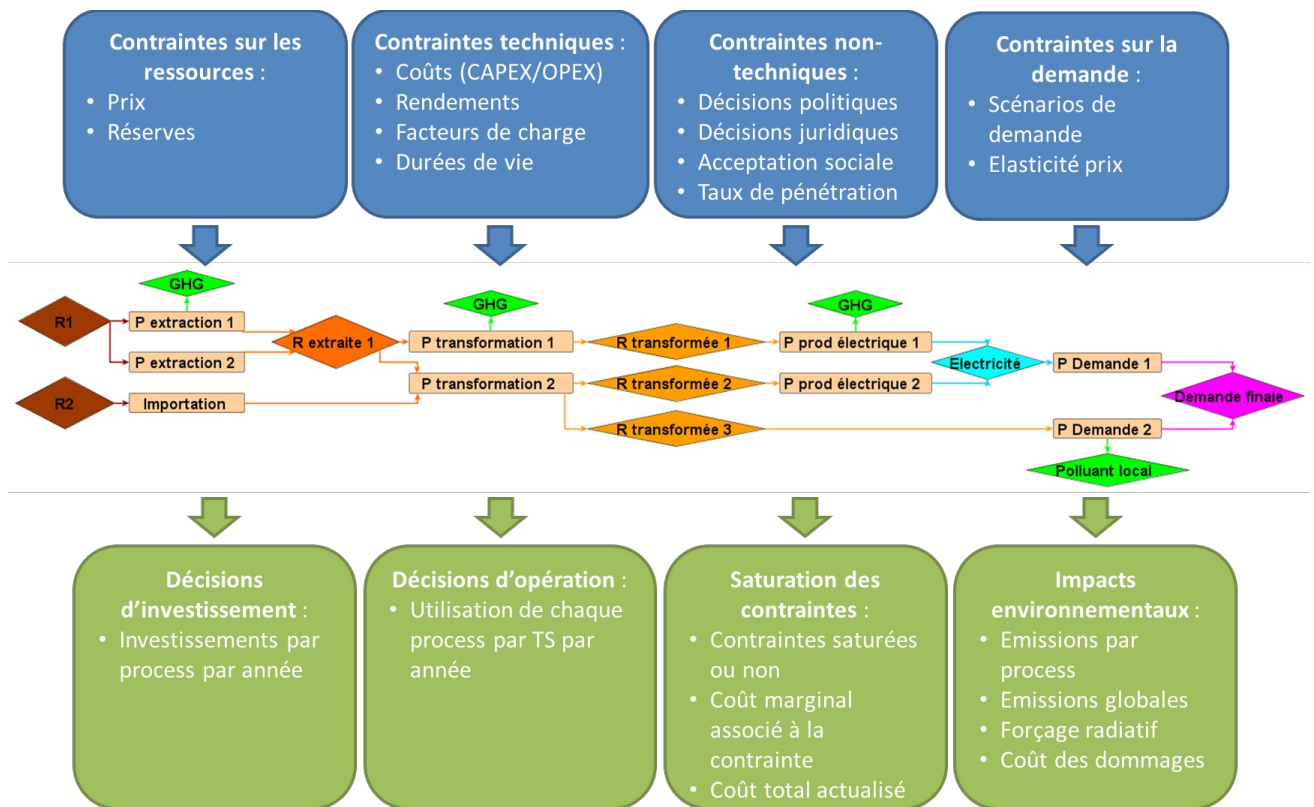 Contraintes sur les
ressources :
• Prix
• Réserves
Contraintes techniques :
• Coûts (CAPEX/OPEX)
• Rendements
• Facteurs de charge
• Durées de vie
Contraintes non-
techniques :
• Décisions politiques
• Décisions juridiques
• Acceptation sociale
• Taux de pénétration
Contraintes sur la
demande :
• Scénarios de
demande
• Elasticité prix
GHG
GHG
GHG
R1
P extraction 1
P extraction 2
R2
Importation
R extraite 1
P transformation 1
P transformation 2
R transformée 1
R transformée 2
R transformée 3
P prod électrique 1
P prod électrique 2
Electricité
P Demande 1
P Demande 2
Demande finale
Polluant local
Décisions
d'investissement :
• Investissements par
process par année
Décisions d'opération :
• Utilisation de chaque
process par TS par
année
Saturation des
contraintes :
• Contraintes saturées
ou non
• Coût marginal
associé à la
contrainte
• Coût total actualisé
Impacts
environnementaux :
• Emissions par
process
• Emissions globales
• Forçage radiatif
• Coût des dommages